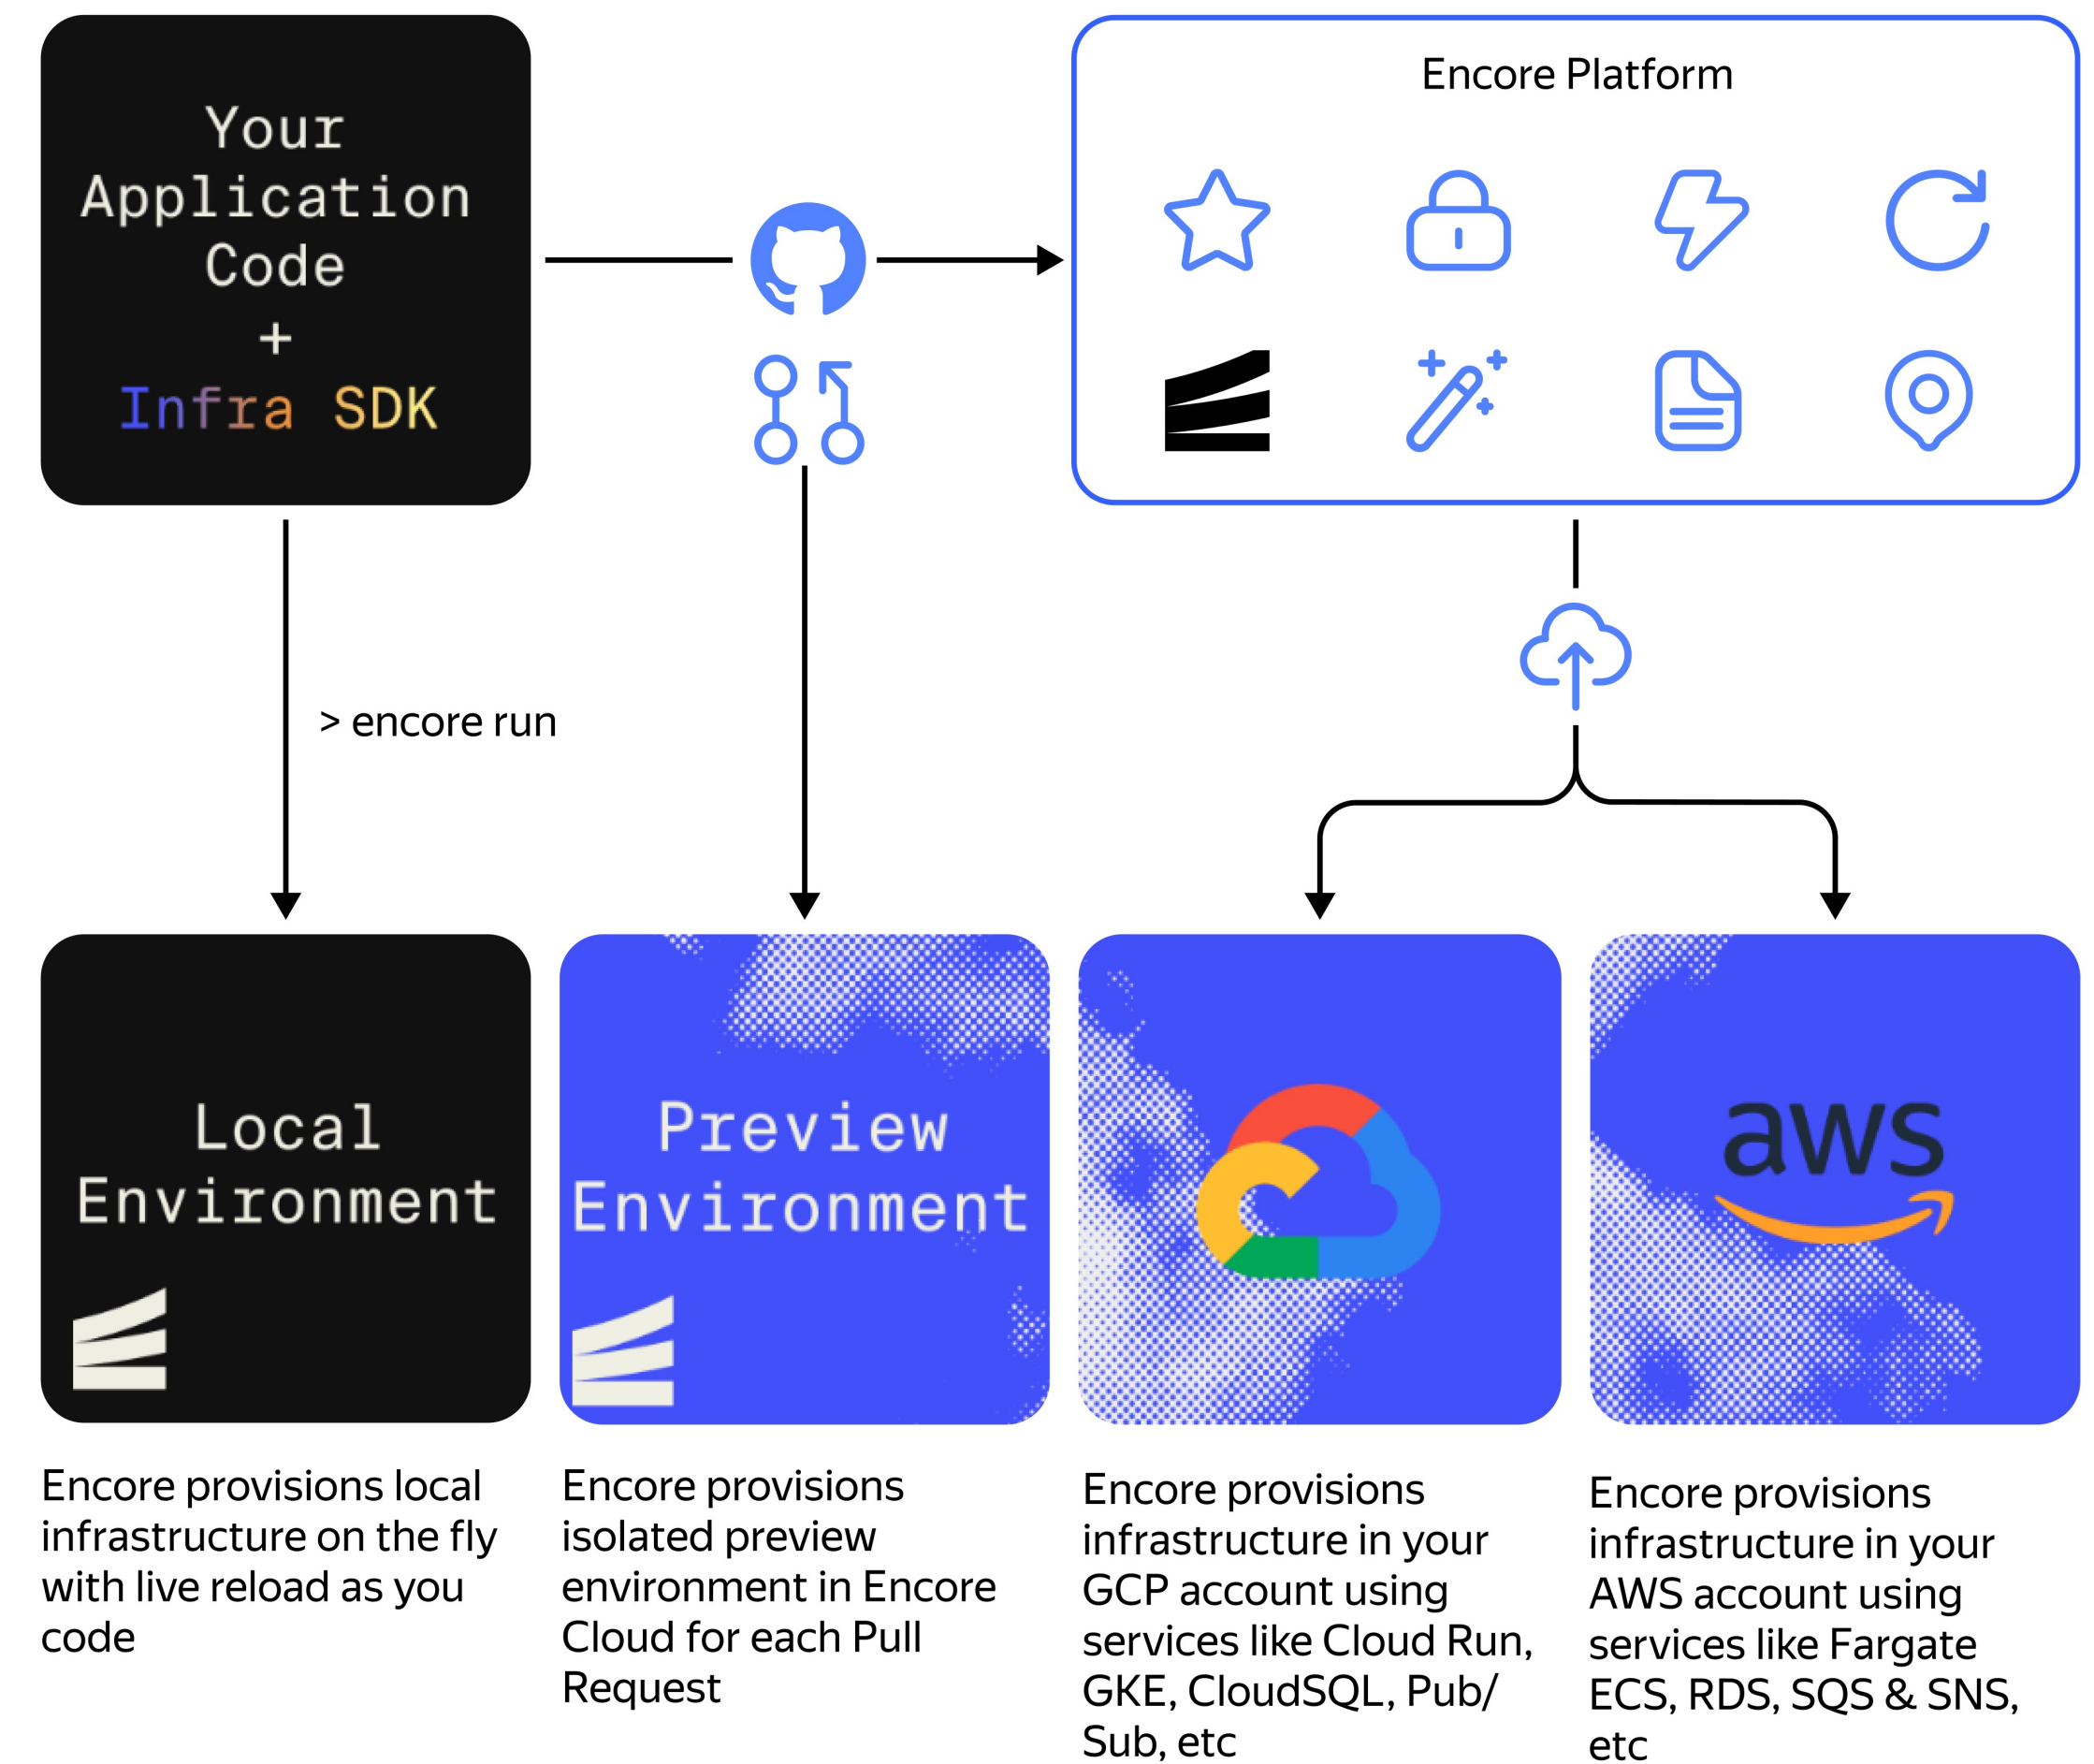 Your
Application
Code
+
Infra SDK
Encore Platform
> encore run
Local
Environment
Preview
Environment
aws
Encore provisions local
infrastructure on the fly
with live reload as you
code
Encore provisions
isolated preview
environment in Encore
Cloud for each Pull
Request
Encore provisions
infrastructure in your
GCP account using
services like Cloud Run,
GKE, CloudSQL, Pub/
Sub, etc
Encore provisions
infrastructure in your
AWS account using
services like Fargate
ECS, RDS, SQS & SNS,
etc